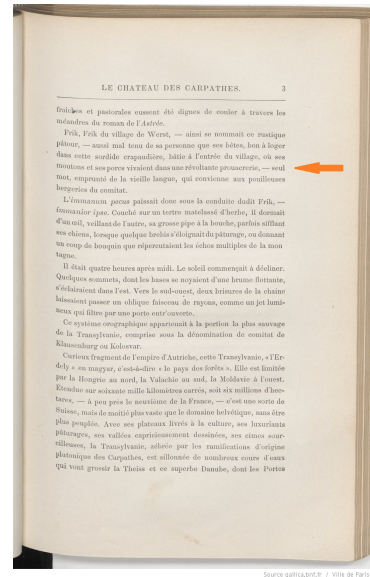 LE CHATEAU DES CARPATHES. 3
fraîches et pastorales eussent été dignes de couler à travers les
méandres du roman de l'Astrée.
Frik, Frik du village de Werst, — ainsi se nommait ce rustique
pâtour, — aussi mal tenu de sa personne que ses bêtes, bon à loger
dans cette sordide crapaudière, bâtie à l'entrée du village, où ses
moutons et ses porcs vivaient dans une révoltante prouacrerie, — seul
mot, emprunté de la vieille langue, qui convienne aux pouilleuses
bergeries du comitat.
L'immanum pecus paissait donc sous la conduite dudit Frik, —
immanior ipse. Couché sur un tertre matelassé d'herbe, il dormait
d'un œil, veillant de l'autre, sa grosse pipe à la bouche, parfois sifflant
ses chiens, lorsque quelque brebis s'éloignait du pâturage, ou donnant
un coup de bouquin que répercutaient les échos multiples de la mon
tagne.
Il était quatre heures après midi. Le soleil commençait à décliner.
Quelques sommets, dont les bases se noyaient d'une brume flottante,
s'éclairaient dans l'est. Vers le sud-ouest, deux brisures de la chaîne
laissaient passer un oblique faisceau de rayons, comme un jet lumi-
neux qui filtre par une porte entr'ouverte.
Ce système orographique appartenait à la portion la plus sauvage
de la Transylvanie, comprise sous la dénomination de comitat de
Klausenburg ou Kolosvar.
Curieux fragment de l'empire d'Autriche, cette Transylvanie, « l'Er-
dely » en magyar, c'est-à-dire « le pays des forêts ». Elle est limitée
par la Hongrie au nord, la Valachie au sud, la Moldavie à l'ouest.
Étendue sur soixante mille kilomètres carrés, soit six millions d'hec-
tares, — à peu près le neuvième de la France, — c'est une sorte de
Suisse, mais de moitié plus vaste que le domaine helvétique, sans être
plus peuplée. Avec ses plateaux livrés à la culture, ses luxuriants
pâturages, ses vallées capricieusement dessinées, ses cimes sour-
cilleuses, la Transylvanie, zébrée par les ramifications d'origine
plutonique des Carpathes, est sillonnée de nombreux cours d'eaux
qui vont grossir la Theiss et ce superbe Danube, dont les Portes
Source gallica.bnf.fr / Ville de Paris